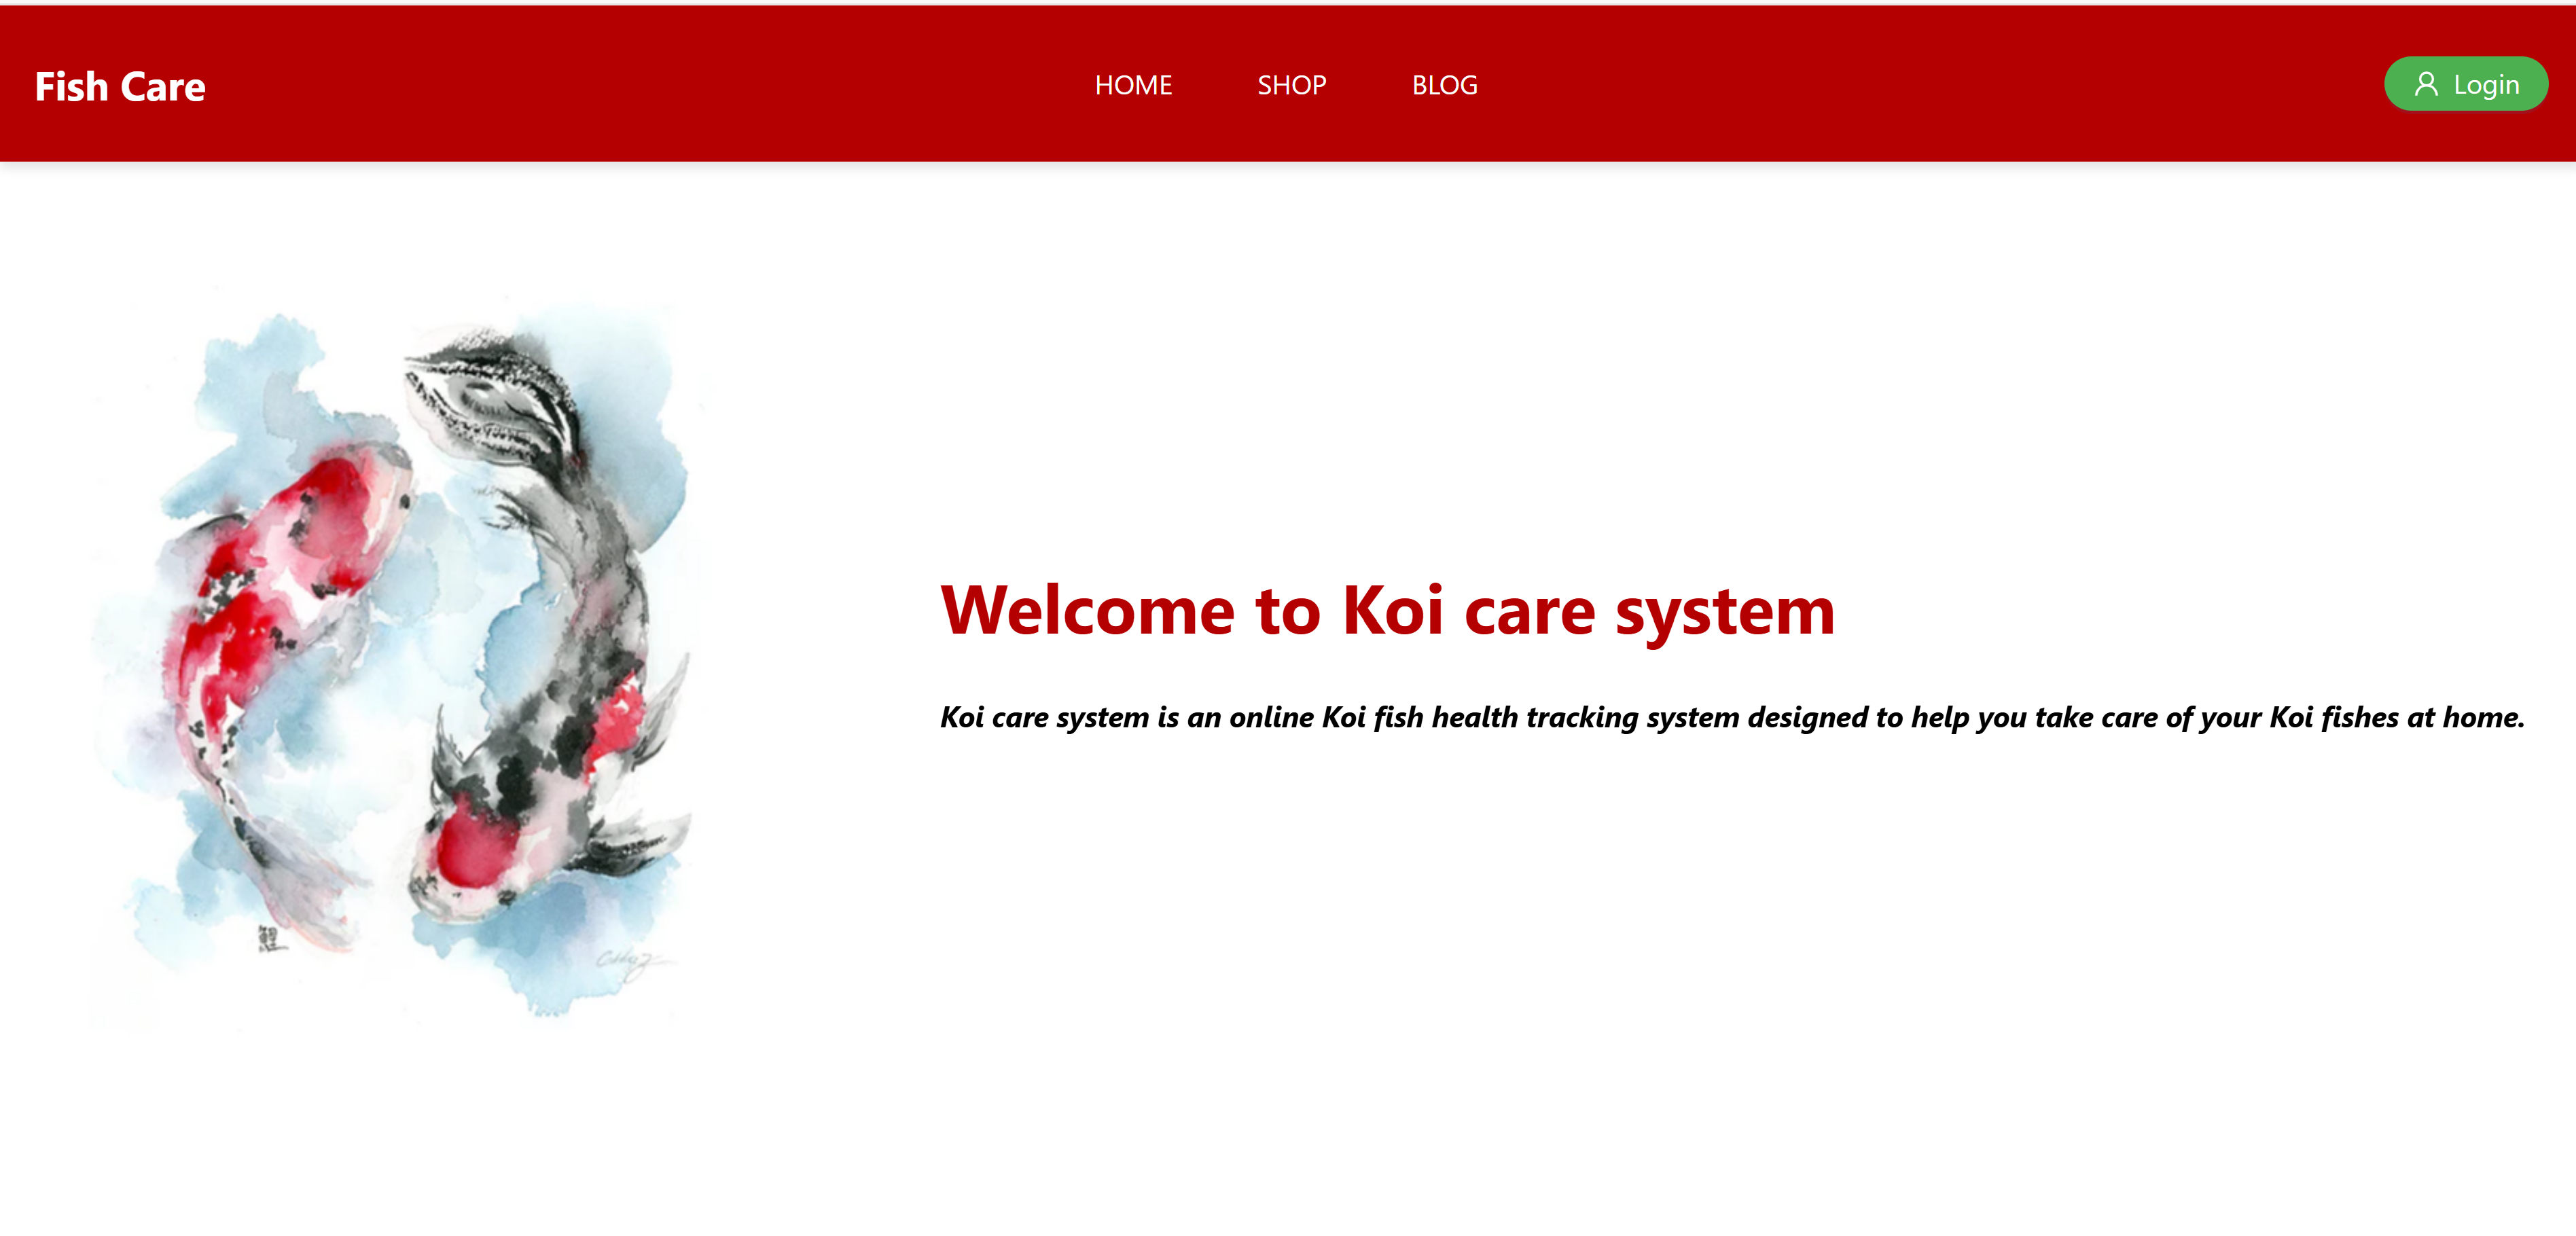 Fish Care
HOME SHOP BLOG
Login
Welcome to Koi care system
Koi care system is an online Koi fish health tracking system designed to help you take care of your Koi fishes at home.
鯉